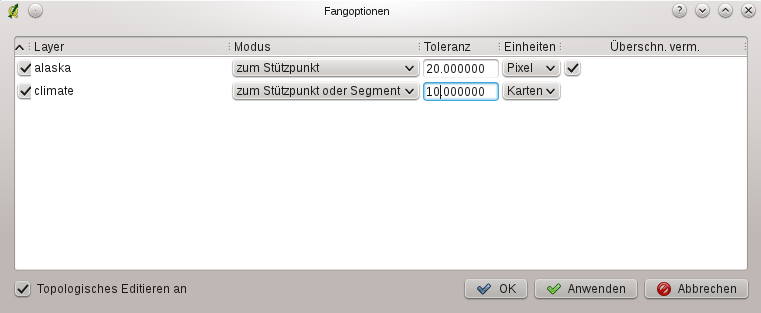 Fangoptionen
Layer Modus Toleranz Einheiten Überschn. verm.
alaska zum Stützpunkt 20.000000 Pixel
climate zum Stützpunkt oder Segment 10.000000 Karten
Topologisches Editieren an OK Anwenden Abbrechen